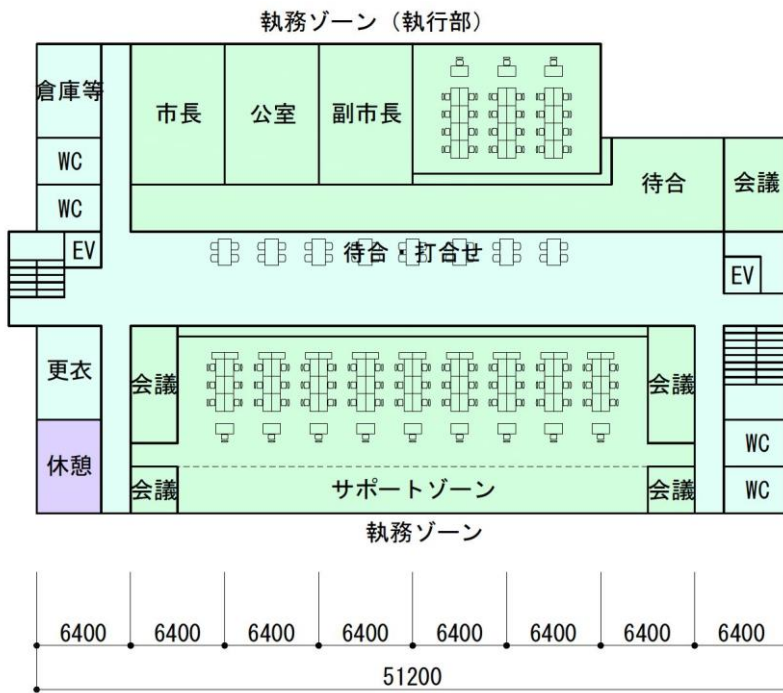 執務ゾーン（執行部）
倉庫等
市長
公室
副市長
WC
待合
会議
WC
EV
待合・打合せ
EV
更衣
会議
会議
休憩
WC
会議
サポートゾーン
会議
WC
執務ゾーン
6400 6400 6400 6400 6400 6400 6400 6400
51200